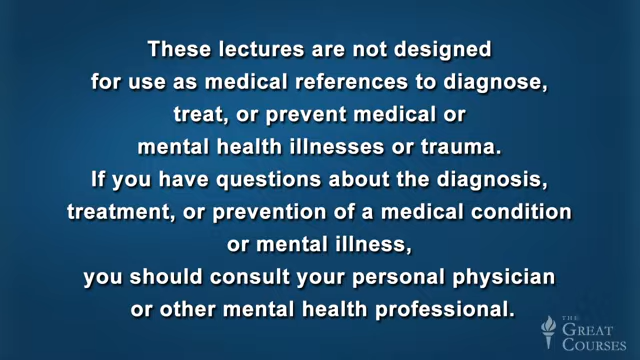 These lectures are not designed
for use as medical references to diagnose,
treat, or prevent medical or
mental health illnesses or trauma.
If you have questions about the diagnosis,
treatment, or prevention of a medical condition
or mental illness,
you should consult your personal physician
or other mental health professional.
THE
GREAT
COURSES